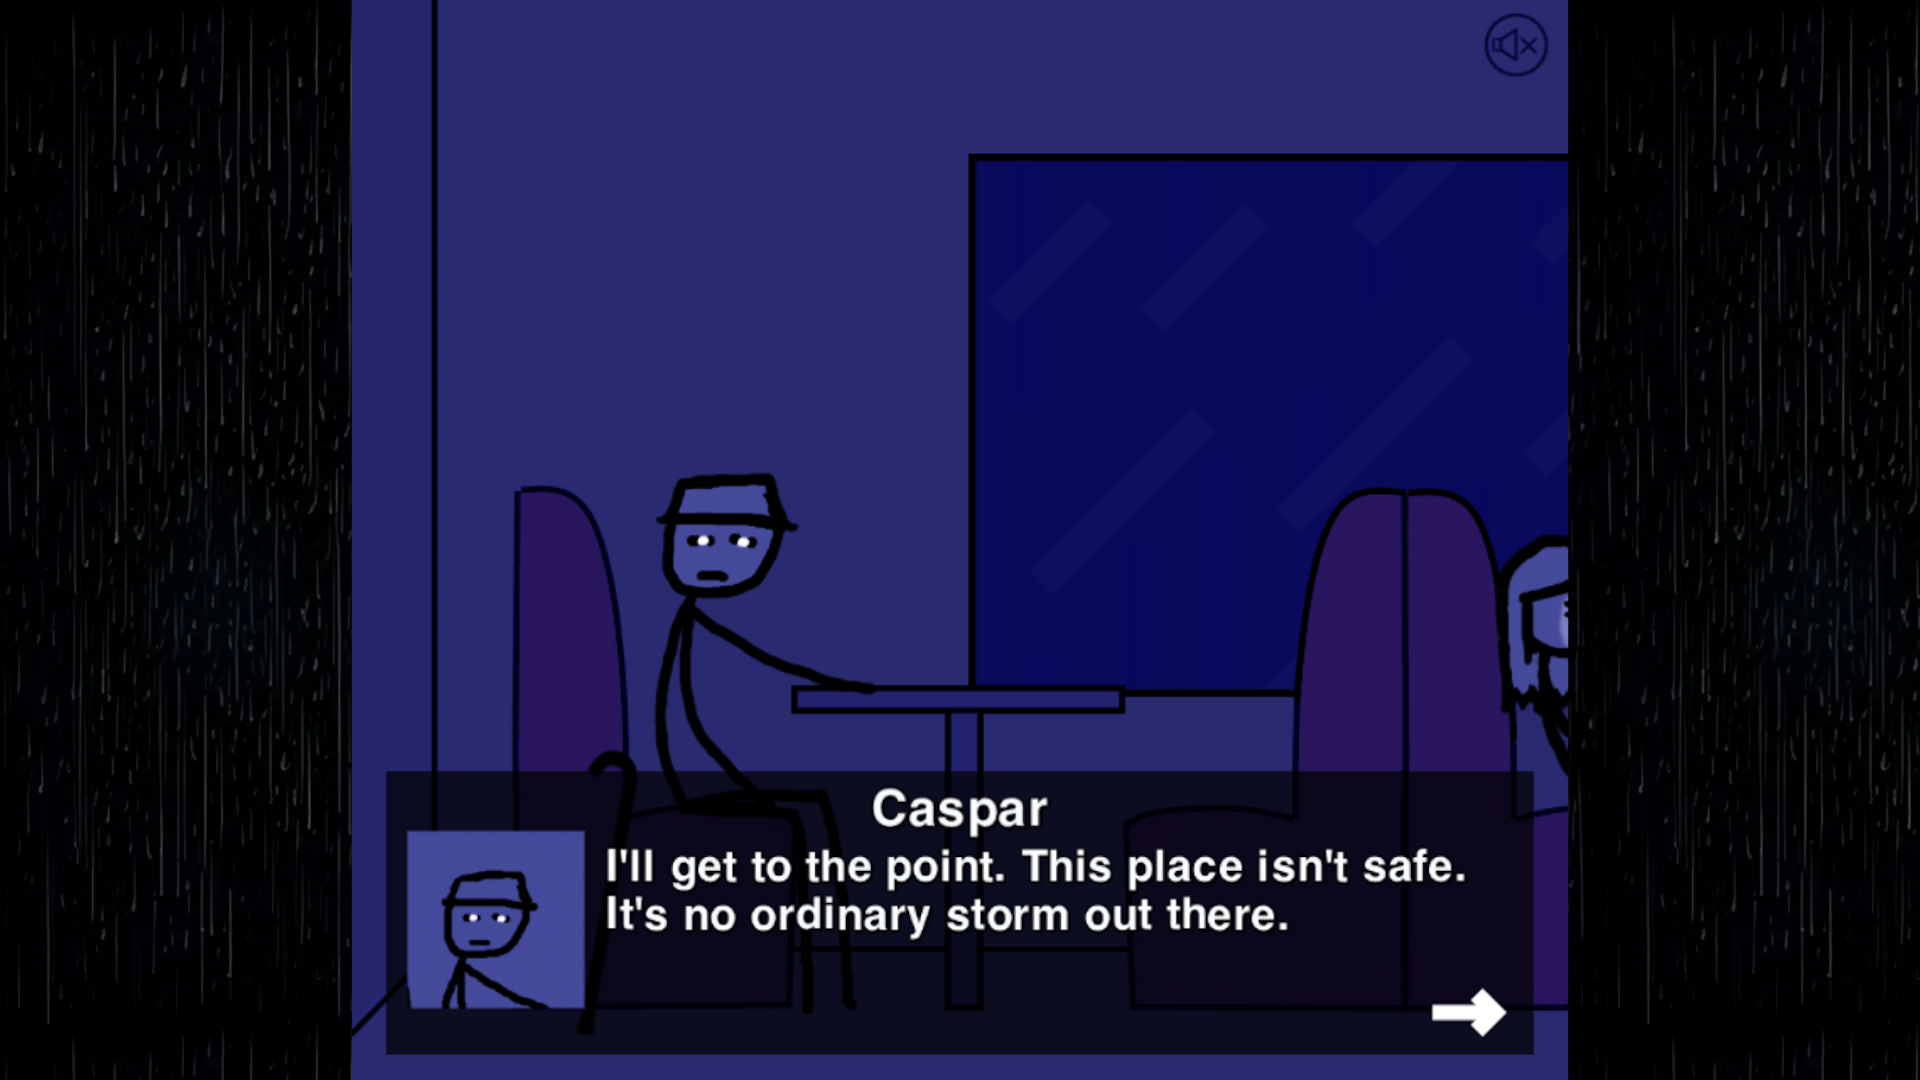 Caspar
I'll get to the point. This place isn't safe.
It's no ordinary storm out there.